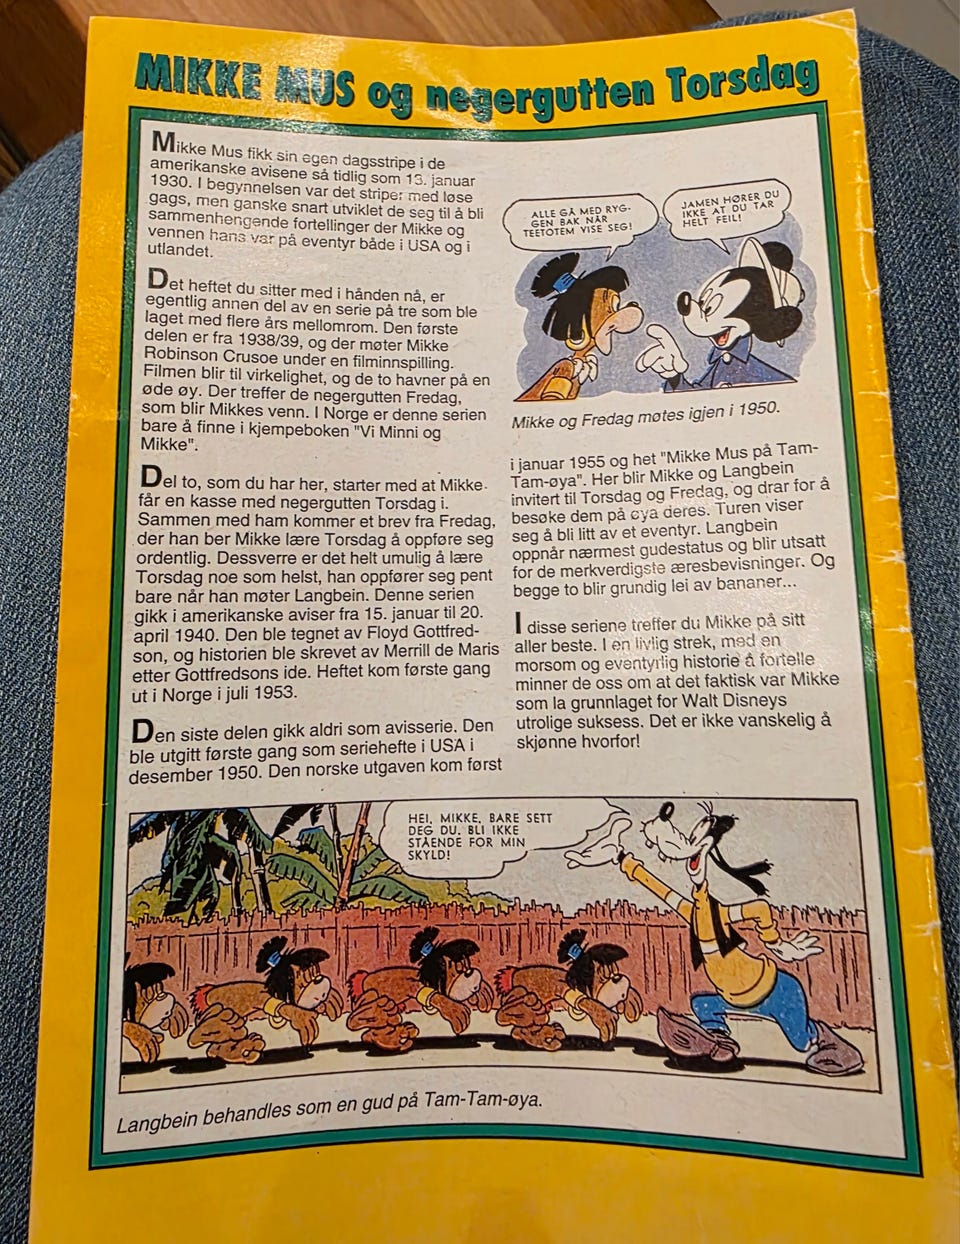 MIKKE MUS og negergutten Torsdag
Mikke Mus fikk sin egen dagsstripe i de
amerikanske avisene så tidlig som 13. januar
1930. I begynnelsen var det striper med løse
gags, men ganske snart utviklet de seg til å bli
sammenhengende fortellinger der Mikke og
vennen hans var på eventyr både i USA og i
utlandet.
Det heftet du sitter med i hånden nå, er
egentlig annen del av en serie på tre som ble
laget med flere års mellomrom. Den første
delen er fra 1938/39, og der møter Mikke
Robinson Crusoe under en filminnspilling.
Filmen blir til virkelighet, og de to havner på en
øde øy. Der treffer de negergutten Fredag,
som blir Mikkes venn. I Norge er denne serien
bare å finne i kjempeboken "Vi Minni og
Mikke".
Del to, som du har her, starter med at Mikke
får en kasse med negergutten Torsdag i.
Sammen med ham kommer et brev fra Fredag,
der han ber Mikke lære Torsdag å oppføre seg
ordentlig. Dessverre er det helt umulig å lære
Torsdag noe som helst, han oppfører seg pent
bare når han møter Langbein. Denne serien
gikk i amerikanske aviser fra 15. januar til 20.
april 1940. Den ble tegnet av Floyd Gottfred-
son, og historien ble skrevet av Merrill de Maris
etter Gottfredsons ide. Heftet kom første gang
ut i Norge i juli 1953.
Den siste delen gikk aldri som avisserie. Den
ble utgitt første gang som seriehefte i USA i
desember 1950. Den norske utgaven kom først
ALLE GÅ MED RYG-
GEN BAK NÅR
TEETOTEM VISE SEG!
JAMEN HØRER DU
IKKE AT DU TAR
HELT FEIL!
Mikke og Fredag møtes igjen i 1950.
i januar 1955 og het "Mikke Mus på Tam-
Tam-øya". Her blir Mikke og Langbein
invitert til Torsdag og Fredag, og drar for å
besøke dem på øya deres. Turen viser
seg å bli litt av et eventyr. Langbein
oppnår nærmest gudestatus og blir utsatt
for de merkverdigste æresbevisninger. Og
begge to blir grundig lei av bananer...
I disse seriene treffer du Mikke på sitt
aller beste. I en livlig strek, med en
morsom og eventyrlig historie å fortelle
minner de oss om at det faktisk var Mikke
som la grunnlaget for Walt Disneys
utrolige suksess. Det er ikke vanskelig å
skjønne hvorfor!
HEI, MIKKE, BARE SETT
DEG DU. BLI IKKE
STÅENDE FOR MIN
SKYLD!
Langbein behandles som en gud på Tam-Tam-øya.